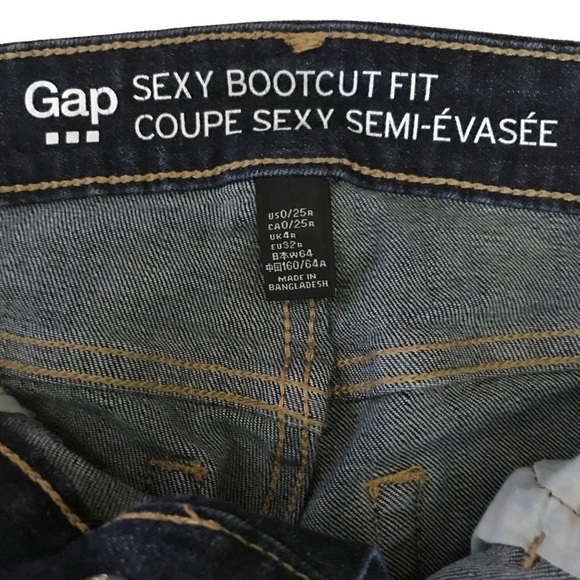 Gap SEXY BOOTCUT FIT
COUPE SEXY SEMI-ÉVASÉE
US0/25R
CA0/25R
UK4R
EU32R
日本W64
中国160/64A
MADE IN
BANGLADESH